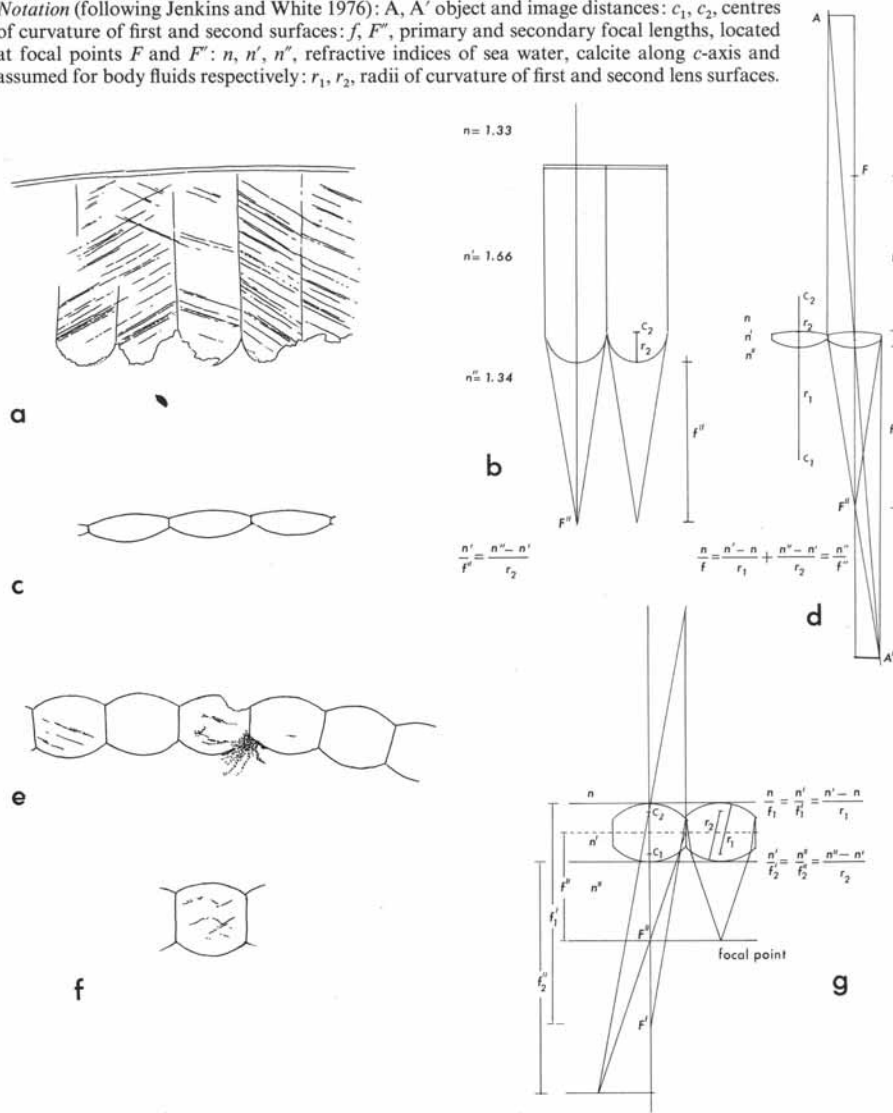 Notation (following Jenkins and White 1976): A, A′ object and image distances: c₁, c₂, centres
of curvature of first and second surfaces: f, F″, primary and secondary focal lengths, located
at focal points F and F′: n, n′, n″, refractive indices of sea water, calcite along c-axis and
assumed for body fluids respectively: r₁, r₂, radii of curvature of first and second lens surfaces.
a
n= 1.33
n′= 1.66
n″= 1.34
c₂
r₂
f″
F″
b
n′/f″ = (n″− n′)/r₂
A
F
c₂
r₂
n
n′
n″
r₁
c₁
F″
A′
n/f = (n′− n)/r₁ + (n″− n′)/r₂ = n″/f″
d
c
e
f
n
n′
n″
c₂
c₁
r₂
r₁
f″
f₁′
f₂″
F″
F′
focal point
n/f₁ = n′/f₁′ = (n′− n)/r₁
n′/f₂′ = n″/f₂″ = (n″− n′)/r₂
g